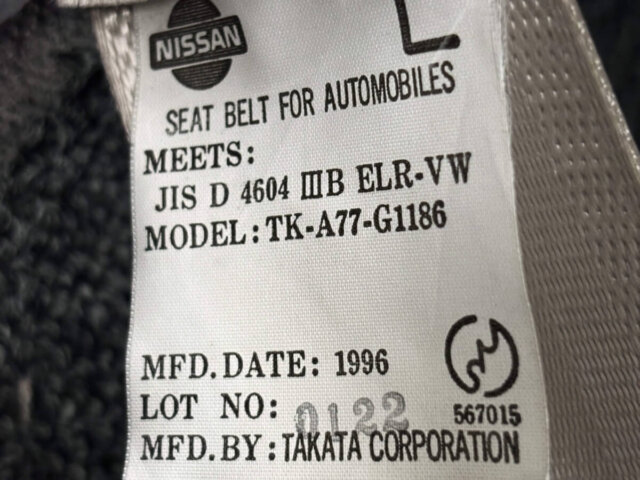 NISSAN
L
SEAT BELT FOR AUTOMOBILES
MEETS:
JIS D 4604 ⅢB ELR-VW
MODEL: TK-A77-G1186
MFD. DATE: 1996
LOT NO: 0122
567015
MFD. BY: TAKATA CORPORATION